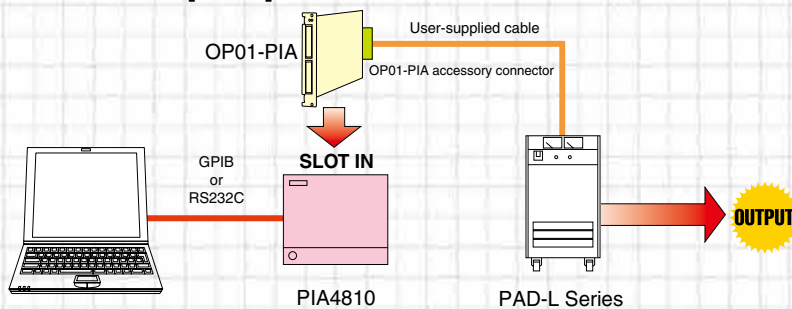 User-supplied cable
OP01-PIA
OP01-PIA accessory connector
GPIB
or
RS232C
SLOT IN
OUTPUT
PIA4810
PAD-L Series